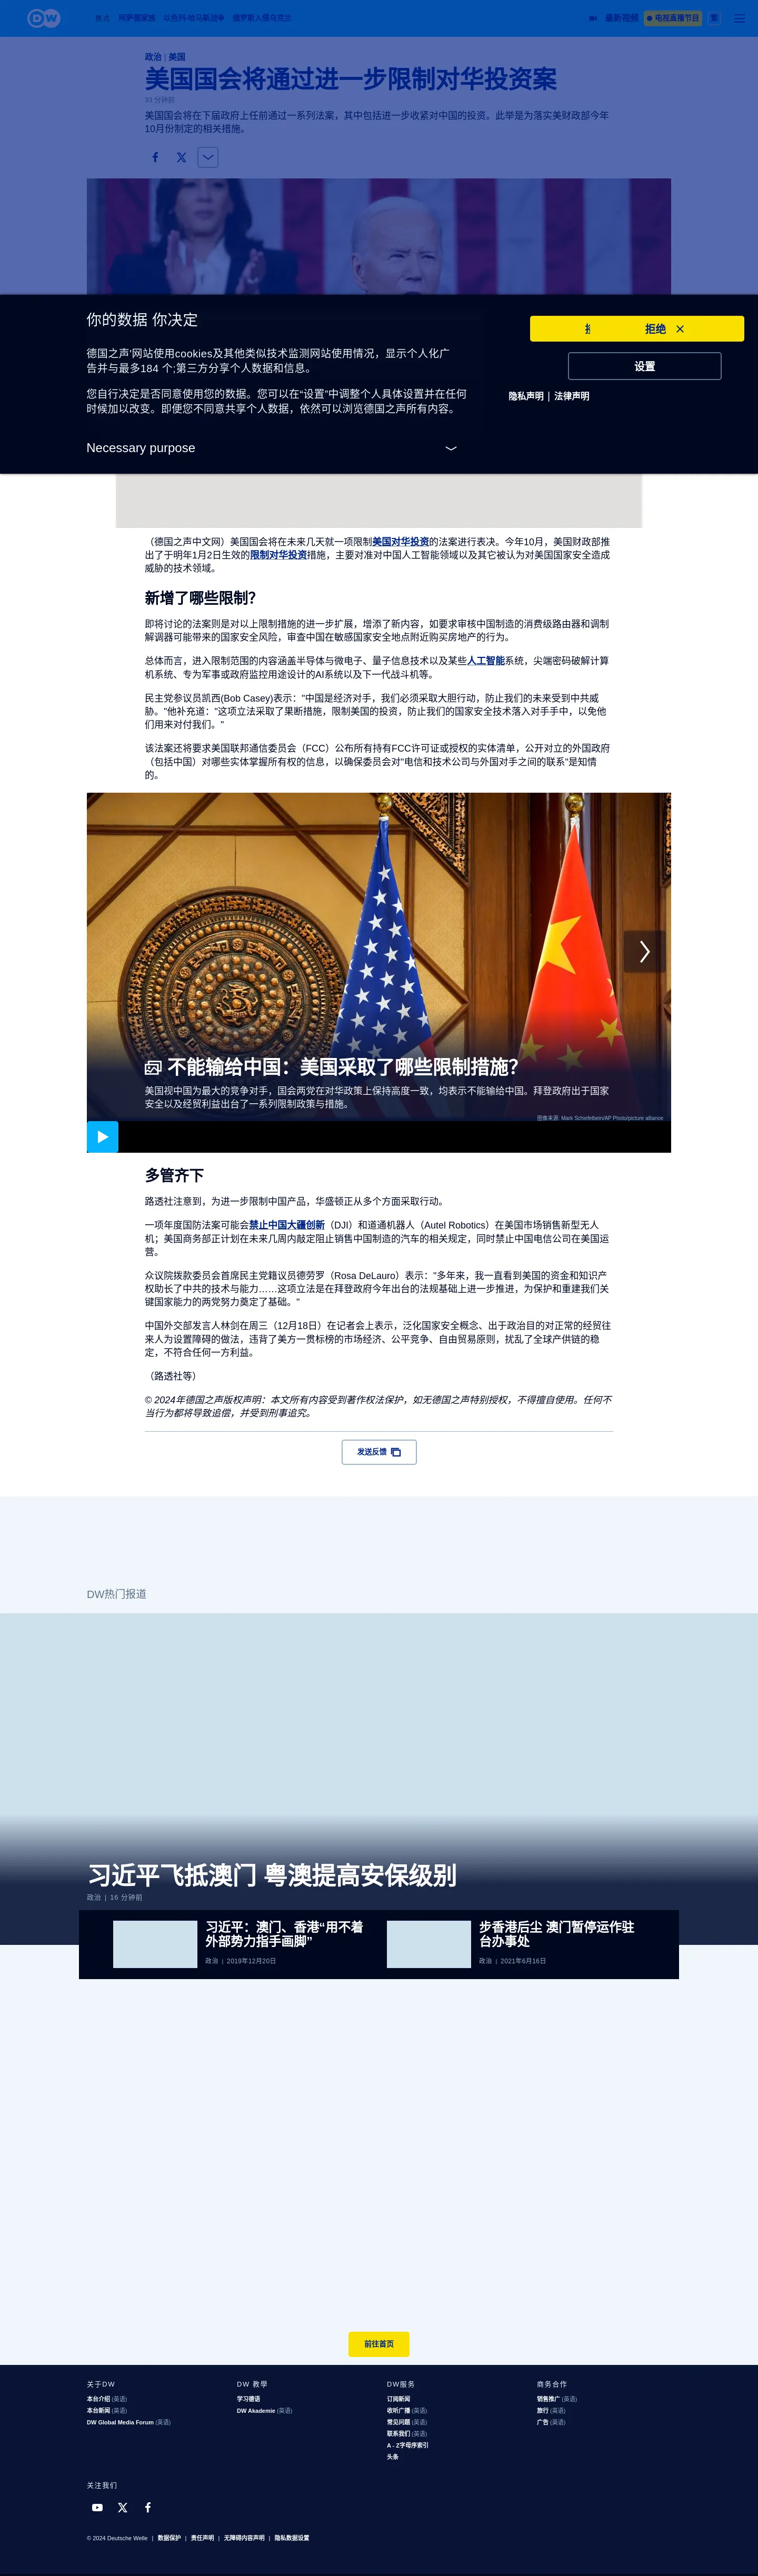 DW
焦点 阿萨德家族 以色列-哈马斯战争 俄罗斯入侵乌克兰
最新视频 电视直播节目 繁
政治 | 美国
美国国会将通过进一步限制对华投资案
33 分钟前
美国国会将在下届政府上任前通过一系列法案，其中包括进一步收紧对中国的投资。此举是为落实美财政部今年
10月份制定的相关措施。
你的数据 你决定
德国之声'网站使用cookies及其他类似技术监测网站使用情况，显示个人化广
告并与最多184 个;第三方分享个人数据和信息。
您自行决定是否同意使用您的数据。您可以在“设置”中调整个人具体设置并在任何
时候加以改变。即便您不同意共享个人数据，依然可以浏览德国之声所有内容。
Necessary purpose
拒绝
设置
隐私声明 | 法律声明
（德国之声中文网）美国国会将在未来几天就一项限制美国对华投资的法案进行表决。今年10月，美国财政部推
出了于明年1月2日生效的限制对华投资措施，主要对准对中国人工智能领域以及其它被认为对美国国家安全造成
威胁的技术领域。
新增了哪些限制？
即将讨论的法案则是对以上限制措施的进一步扩展，增添了新内容，如要求审核中国制造的消费级路由器和调制
解调器可能带来的国家安全风险，审查中国在敏感国家安全地点附近购买房地产的行为。
总体而言，进入限制范围的内容涵盖半导体与微电子、量子信息技术以及某些人工智能系统，尖端密码破解计算
机系统、专为军事或政府监控用途设计的AI系统以及下一代战斗机等。
民主党参议员凯西(Bob Casey)表示："中国是经济对手，我们必须采取大胆行动，防止我们的未来受到中共威
胁。"他补充道："这项立法采取了果断措施，限制美国的投资，防止我们的国家安全技术落入对手手中，以免他
们用来对付我们。"
该法案还将要求美国联邦通信委员会（FCC）公布所有持有FCC许可证或授权的实体清单，公开对立的外国政府
（包括中国）对哪些实体掌握所有权的信息，以确保委员会对"电信和技术公司与外国对手之间的联系"是知情
的。
不能输给中国：美国采取了哪些限制措施？
美国视中国为最大的竞争对手，国会两党在对华政策上保持高度一致，均表示不能输给中国。拜登政府出于国家
安全以及经贸利益出台了一系列限制政策与措施。
图像来源: Mark Schiefelbein/AP Photo/picture alliance
多管齐下
路透社注意到，为进一步限制中国产品，华盛顿正从多个方面采取行动。
一项年度国防法案可能会禁止中国大疆创新（DJI）和道通机器人（Autel Robotics）在美国市场销售新型无人
机；美国商务部正计划在未来几周内敲定阻止销售中国制造的汽车的相关规定，同时禁止中国电信公司在美国运
营。
众议院拨款委员会首席民主党籍议员德劳罗（Rosa DeLauro）表示："多年来，我一直看到美国的资金和知识产
权助长了中共的技术与能力……这项立法是在拜登政府今年出台的法规基础上进一步推进，为保护和重建我们关
键国家能力的两党努力奠定了基础。"
中国外交部发言人林剑在周三（12月18日）在记者会上表示，泛化国家安全概念、出于政治目的对正常的经贸往
来人为设置障碍的做法，违背了美方一贯标榜的市场经济、公平竞争、自由贸易原则，扰乱了全球产供链的稳
定，不符合任何一方利益。
（路透社等）
© 2024年德国之声版权声明：本文所有内容受到著作权法保护，如无德国之声特别授权，不得擅自使用。任何不
当行为都将导致追偿，并受到刑事追究。
发送反馈
DW热门报道
习近平飞抵澳门 粤澳提高安保级别
政治 | 16 分钟前
习近平：澳门、香港“用不着
外部势力指手画脚”
政治 | 2019年12月20日
步香港后尘 澳门暂停运作驻
台办事处
政治 | 2021年6月16日
前往首页
关于DW
本台介绍 (英语)
本台新闻 (英语)
DW Global Media Forum (英语)
DW 教學
学习德语
DW Akademie (英语)
DW服务
订阅新闻
收听广播 (英语)
常见问题 (英语)
联系我们 (英语)
A - Z字母序索引
头条
商务合作
销售推广 (英语)
旅行 (英语)
广告 (英语)
关注我们
© 2024 Deutsche Welle | 数据保护 | 责任声明 | 无障碍内容声明 | 隐私数据设置